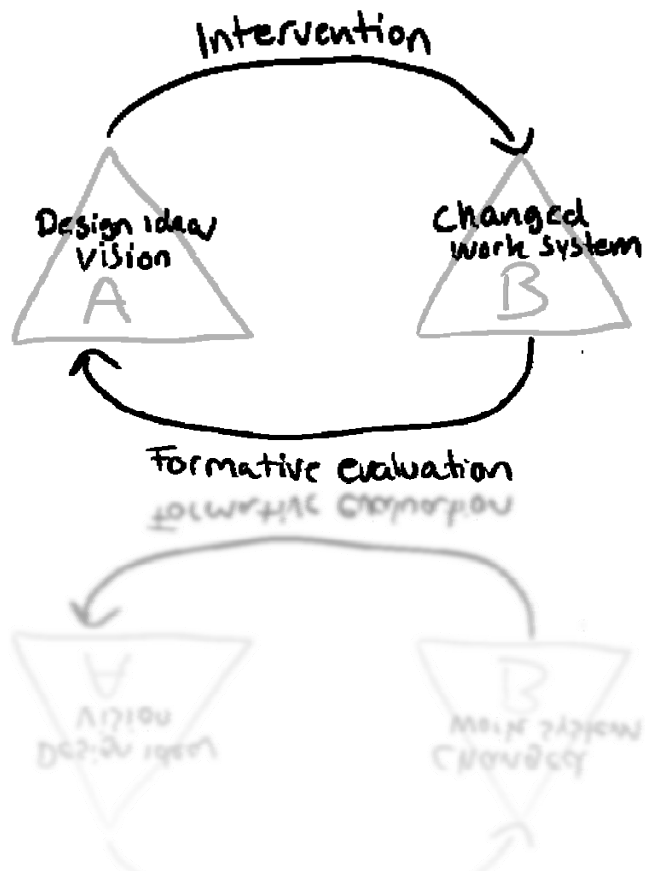 Intervention
Design idea/
vision
A
Changed
work system
B
Formative evaluation